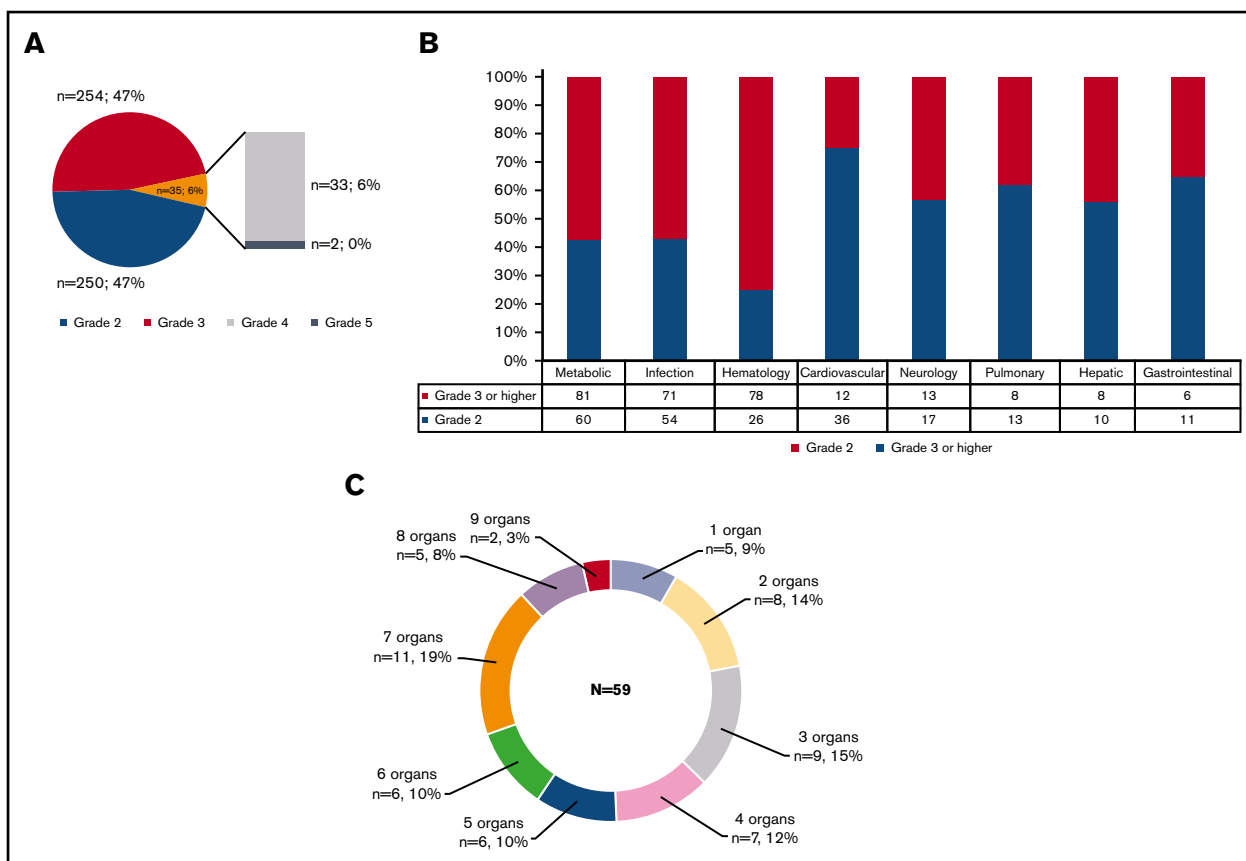 A
n=254; 47%
n=35; 6%
n=33; 6%
n=2; 0%
n=250; 47%
Grade 2 Grade 3 Grade 4 Grade 5
B
100%
90%
80%
70%
60%
50%
40%
30%
20%
10%
0%
Metabolic Infection Hematology Cardiovascular Neurology Pulmonary Hepatic Gastrointestinal
Grade 3 or higher 81 71 78 12 13 8 8 6
Grade 2 60 54 26 36 17 13 10 11
Grade 2 Grade 3 or higher
C
9 organs
n=2, 3%
1 organ
n=5, 9%
8 organs
n=5, 8%
2 organs
n=8, 14%
7 organs
n=11, 19%
N=59
3 organs
n=9, 15%
6 organs
n=6, 10%
5 organs
n=6, 10%
4 organs
n=7, 12%